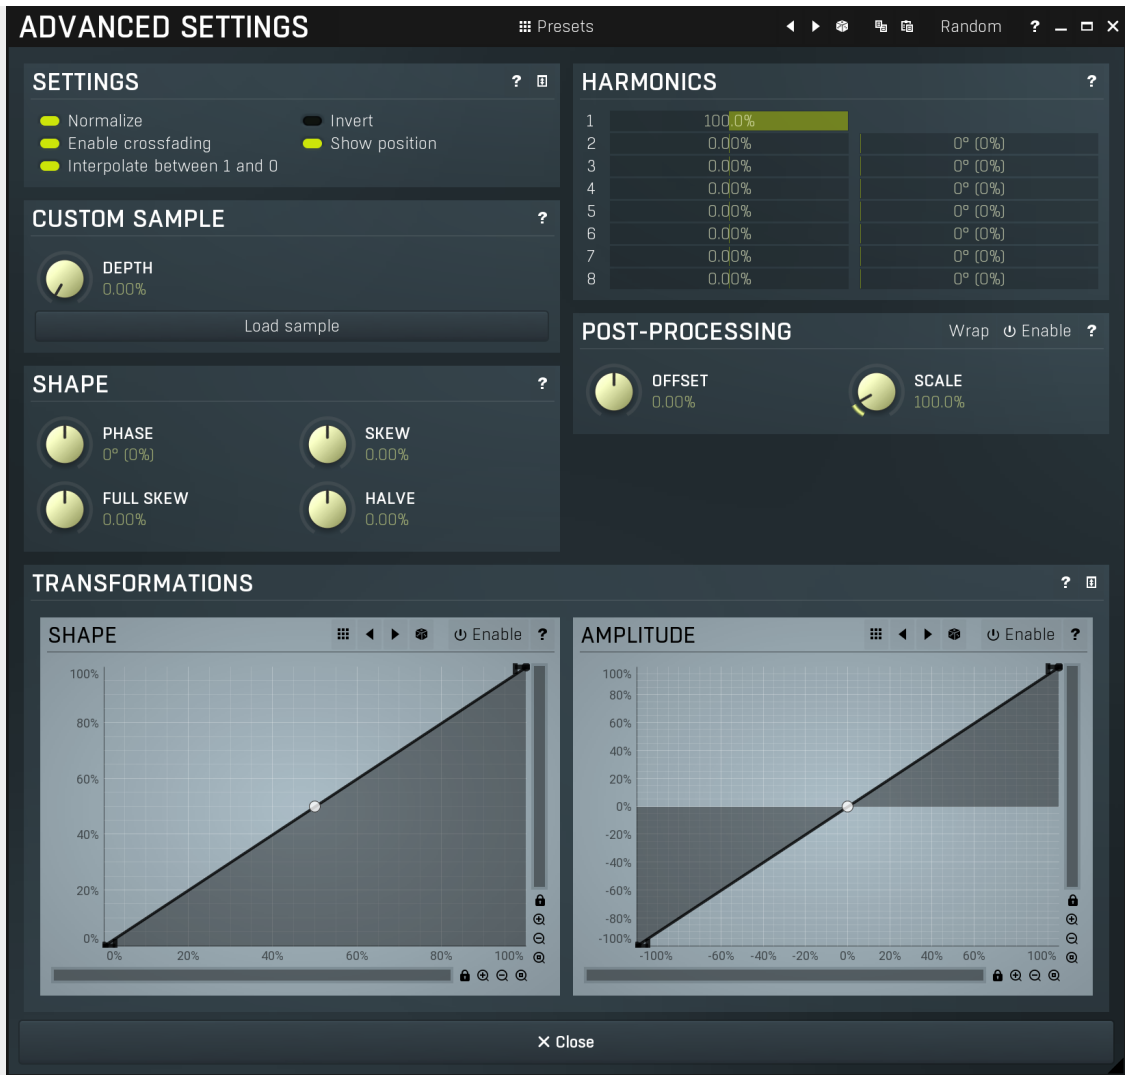 ADVANCED SETTINGS Presets Random ?
SETTINGS ?
Normalize Invert
Enable crossfading Show position
Interpolate between 1 and 0
CUSTOM SAMPLE ?
DEPTH
0.00%
Load sample
SHAPE ?
PHASE SKEW
0° (0%) 0.00%
FULL SKEW HALVE
0.00% 0.00%
HARMONICS ?
1 100.0%
2 0.00% 0° (0%)
3 0.00% 0° (0%)
4 0.00% 0° (0%)
5 0.00% 0° (0%)
6 0.00% 0° (0%)
7 0.00% 0° (0%)
8 0.00% 0° (0%)
POST-PROCESSING Wrap Enable ?
OFFSET SCALE
0.00% 100.0%
TRANSFORMATIONS ?
SHAPE Enable ?
100%
80%
60%
40%
20%
0%
0% 20% 40% 60% 80% 100%
AMPLITUDE Enable ?
100%
80%
60%
40%
20%
0%
-20%
-40%
-60%
-80%
-100%
-100% -60% -40% -20% 0% 20% 40% 60% 100%
Close